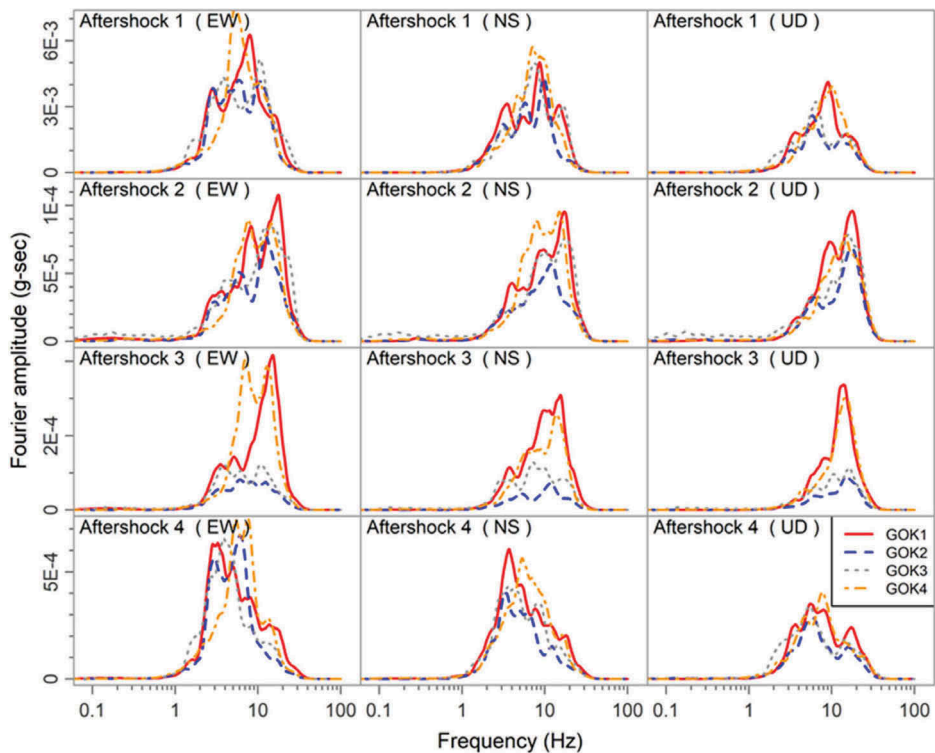 Aftershock 1 ( EW )
Aftershock 1 ( NS )
Aftershock 1 ( UD )
6E-3
3E-3
0
Aftershock 2 ( EW )
Aftershock 2 ( NS )
Aftershock 2 ( UD )
1E-4
5E-5
0
Aftershock 3 ( EW )
Aftershock 3 ( NS )
Aftershock 3 ( UD )
2E-4
0
Aftershock 4 ( EW )
Aftershock 4 ( NS )
Aftershock 4 ( UD )
5E-4
0
Fourier amplitude (g-sec)
GOK1
GOK2
GOK3
GOK4
0.1 1 10 100
0.1 1 10 100
0.1 1 10 100
Frequency (Hz)